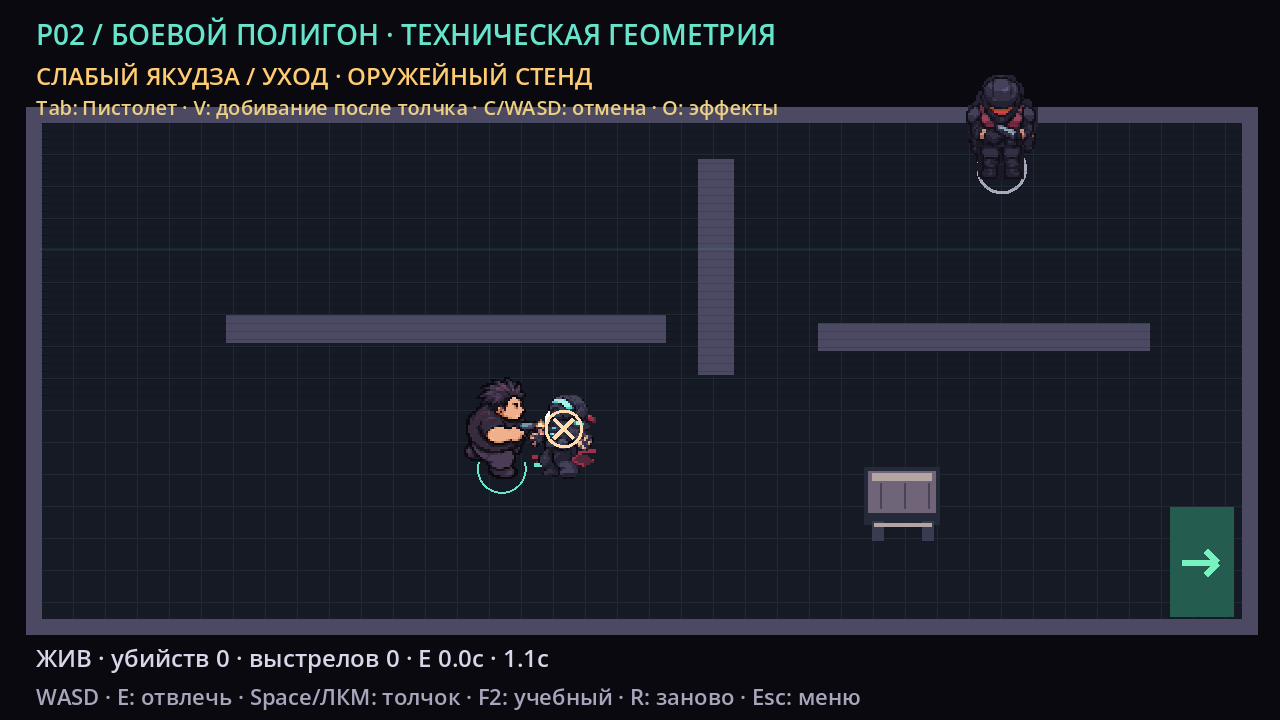 P02 / БОЕВОЙ ПОЛИГОН · ТЕХНИЧЕСКАЯ ГЕОМЕТРИЯ
СЛАБЫЙ ЯКУДЗА / УХОД · ОРУЖЕЙНЫЙ СТЕНД
Tab: Пистолет · V: добивание после толчка · C/WASD: отмена · O: эффекты
ЖИВ · убийств 0 · выстрелов 0 · E 0.0с · 1.1с
WASD · E: отвлечь · Space/ЛКМ: толчок · F2: учебный · R: заново · Esc: меню